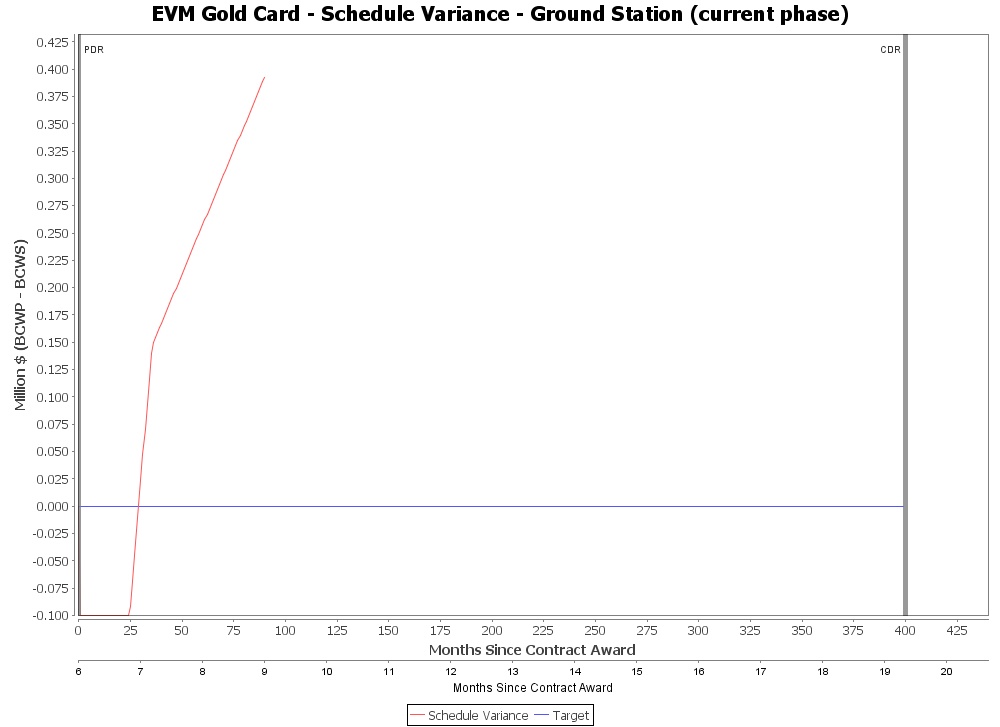 EVM Gold Card - Schedule Variance - Ground Station (current phase)
0.425
0.400
0.375
0.350
0.325
0.300
0.275
0.250
0.225
0.200
0.175
0.150
0.125
0.100
0.075
0.050
0.025
0.000
-0.025
-0.050
-0.075
-0.100
Million $ (BCWP - BCWS)
PDR
CDR
0 25 50 75 100 125 150 175 200 225 250 275 300 325 350 375 400 425
Months Since Contract Award
6 7 8 9 10 11 12 13 14 15 16 17 18 19 20
Months Since Contract Award
Schedule Variance Target